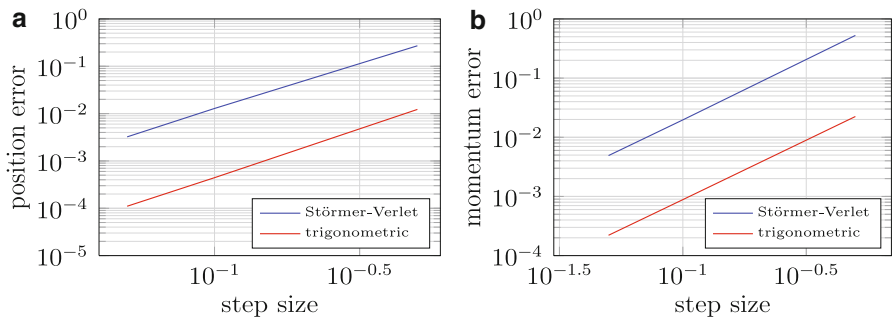 a
position error
10^0
10^-1
10^-2
10^-3
10^-4
10^-5
10^-1
10^-0.5
step size
Störmer-Verlet
trigonometric
b
momentum error
10^0
10^-1
10^-2
10^-3
10^-4
10^-1.5
10^-1
10^-0.5
step size
Störmer-Verlet
trigonometric